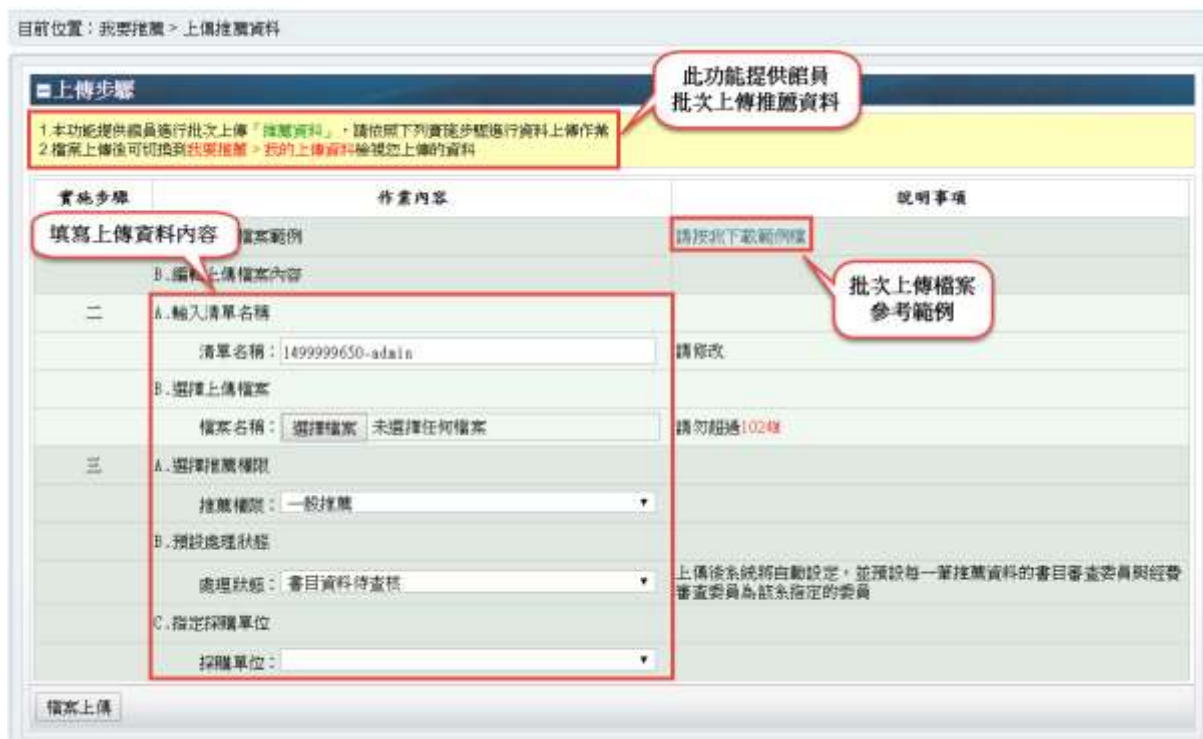 目前位置：我要推薦 > 上傳推薦資料
上傳步驟
此功能提供館員
批次上傳推薦資料
1.本功能提供館員進行批次上傳「推薦資料」，請依照下列實施步驟進行資料上傳作業
2.檔案上傳後可切換到我要推薦 > 我的上傳資料檢視您上傳的資料
實施步驟 作業內容 說明事項
填寫上傳資料內容
檔案範例 請按我下載範例檔
B.編輯上傳檔案內容
批次上傳檔案
參考範例
二 A.輸入清單名稱
清單名稱：1499999650-admin 請修改
B.選擇上傳檔案
檔案名稱： 選擇檔案 未選擇任何檔案 請勿超過102
三 A.選擇推薦權限
推薦權限： 一般推薦
B.預設處理狀態
處理狀態： 書目資料待查核
上傳後系統將自動設定，並預設每一筆推薦資料的書目審查委員與經費
審查委員為該系指定的委員
C.指定採購單位
採購單位：
檔案上傳